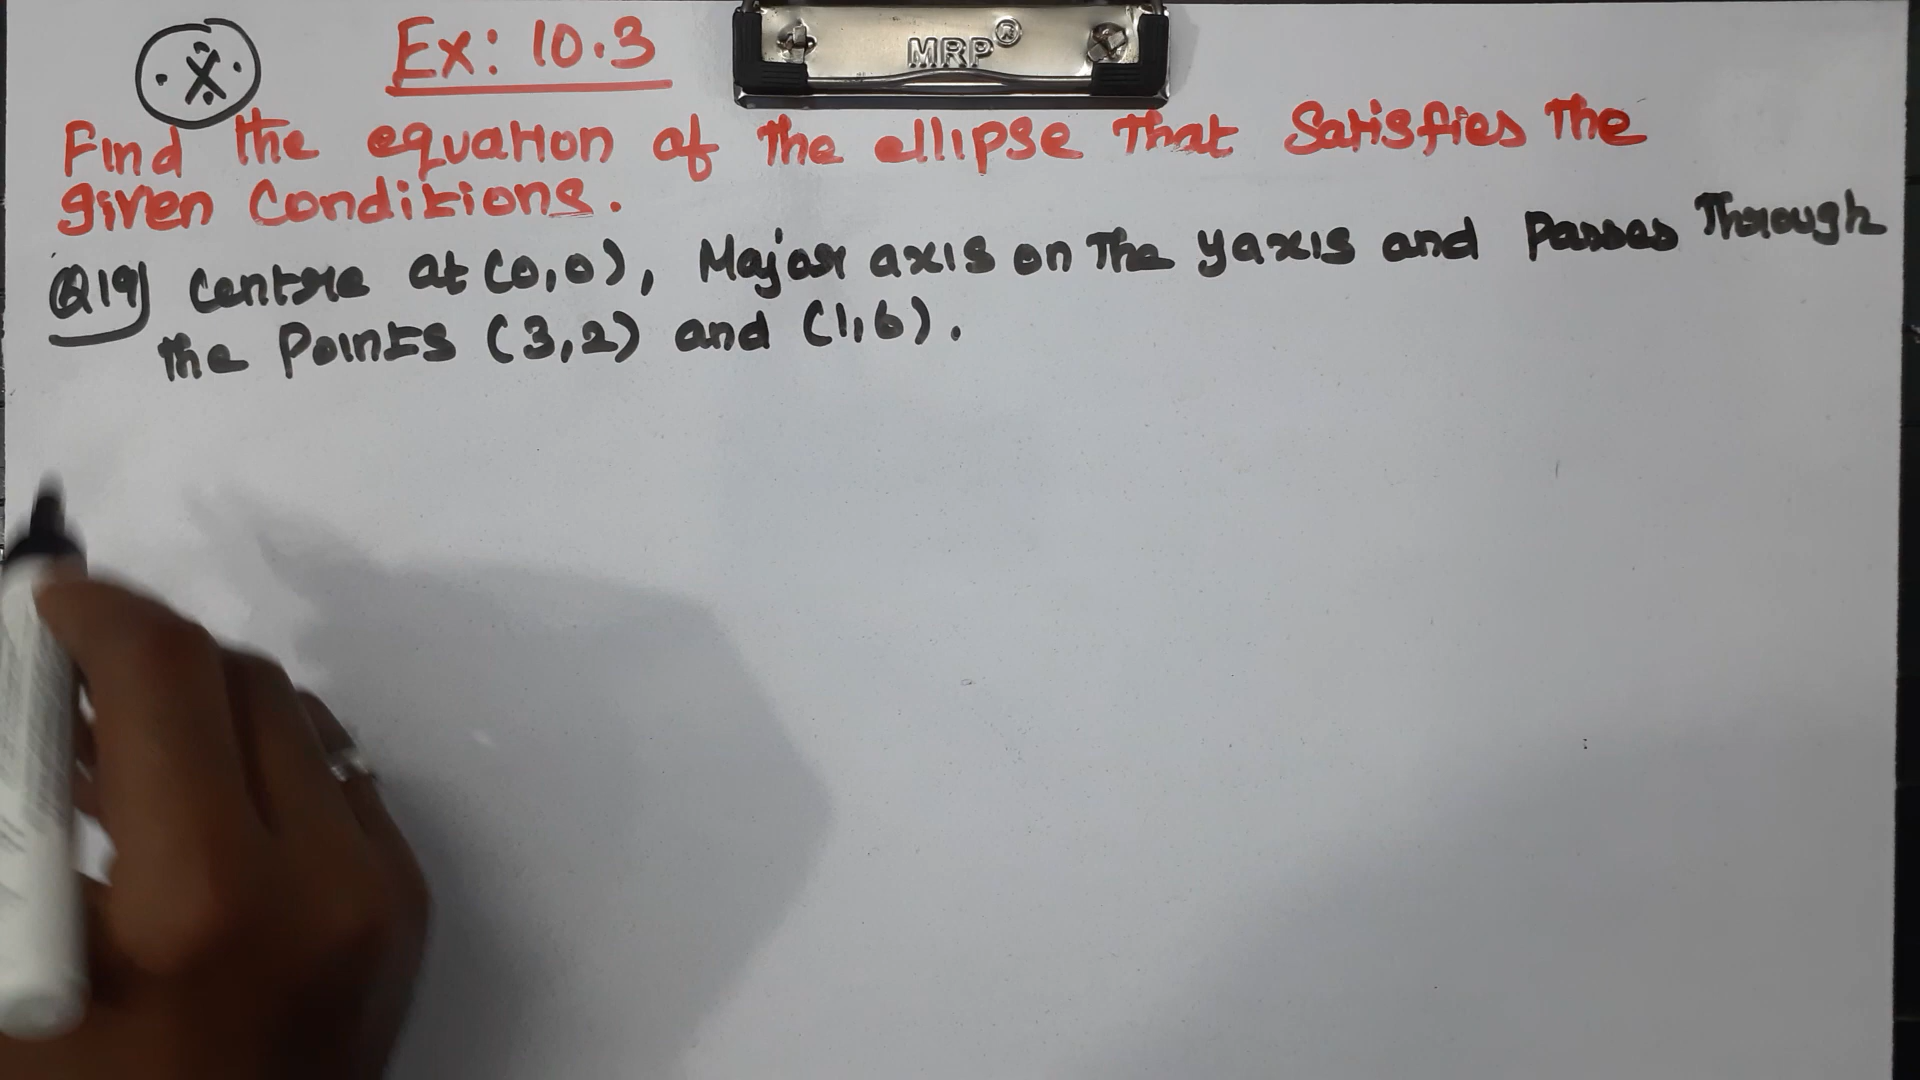 X
Ex: 10.3
MRP®
Find the equation of the ellipse that satisfies the
given conditions.
Q19) Centre at (0,0), Major axis on the y axis and passes through
the points (3,2) and (1,6).